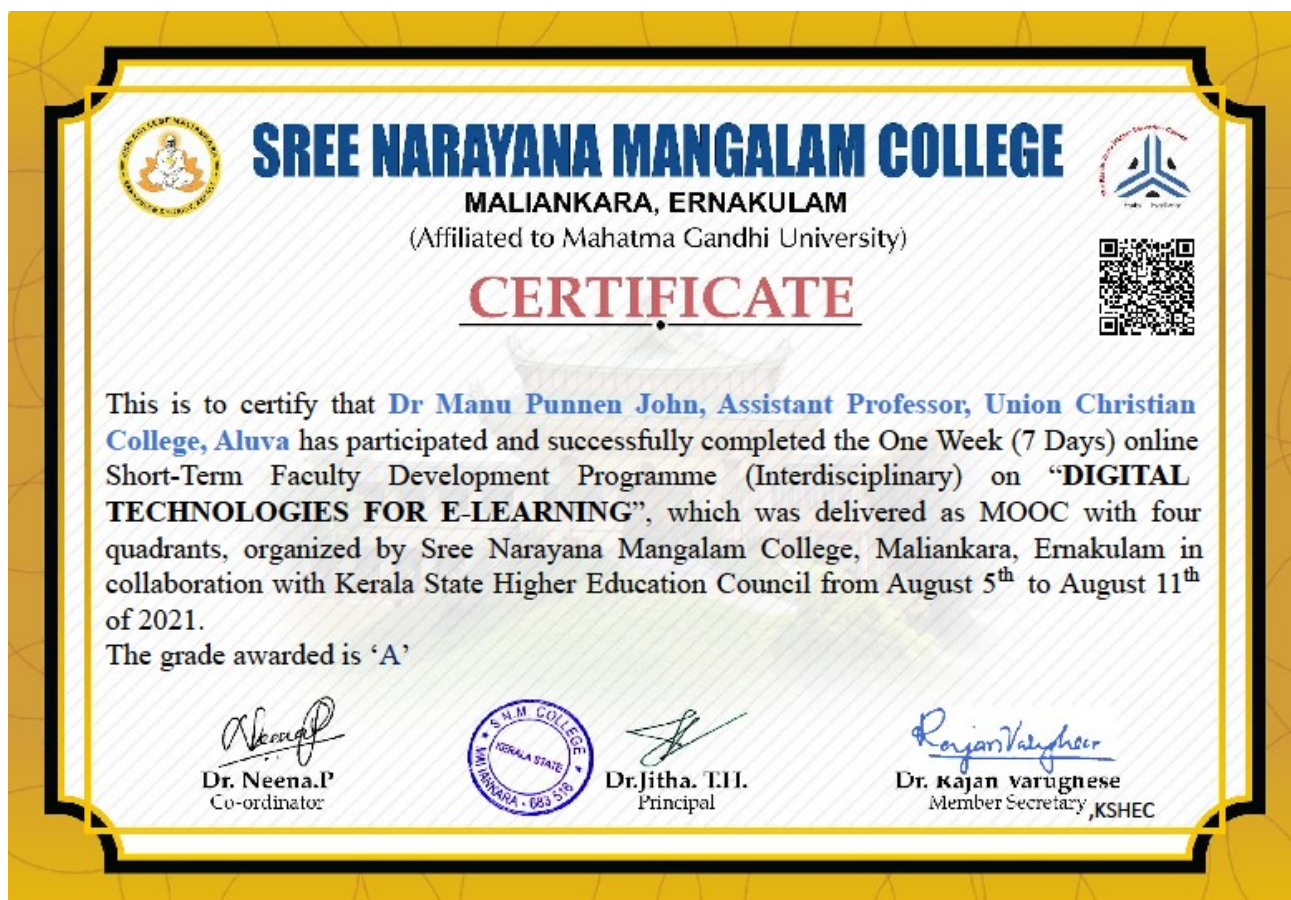 SREE NARAYANA MANGALAM COLLEGE
MALIANKARA, ERNAKULAM
(Affiliated to Mahatma Gandhi University)
CERTIFICATE
This is to certify that Dr Manu Punnen John, Assistant Professor, Union Christian
College, Aluva has participated and successfully completed the One Week (7 Days) online
Short-Term Faculty Development Programme (Interdisciplinary) on “DIGITAL
TECHNOLOGIES FOR E-LEARNING”, which was delivered as MOOC with four
quadrants, organized by Sree Narayana Mangalam College, Maliankara, Ernakulam in
collaboration with Kerala State Higher Education Council from August 5th to August 11th
of 2021.
The grade awarded is ‘A’
S.N.M. COLLEGE
KERALA STATE
MALIANKARA - 683 516
Rajan Varughese
Dr. Neena.P
Co-ordinator
Dr.Jitha. T.H.
Principal
Dr. Rajan Varughese
Member Secretary ,KSHEC